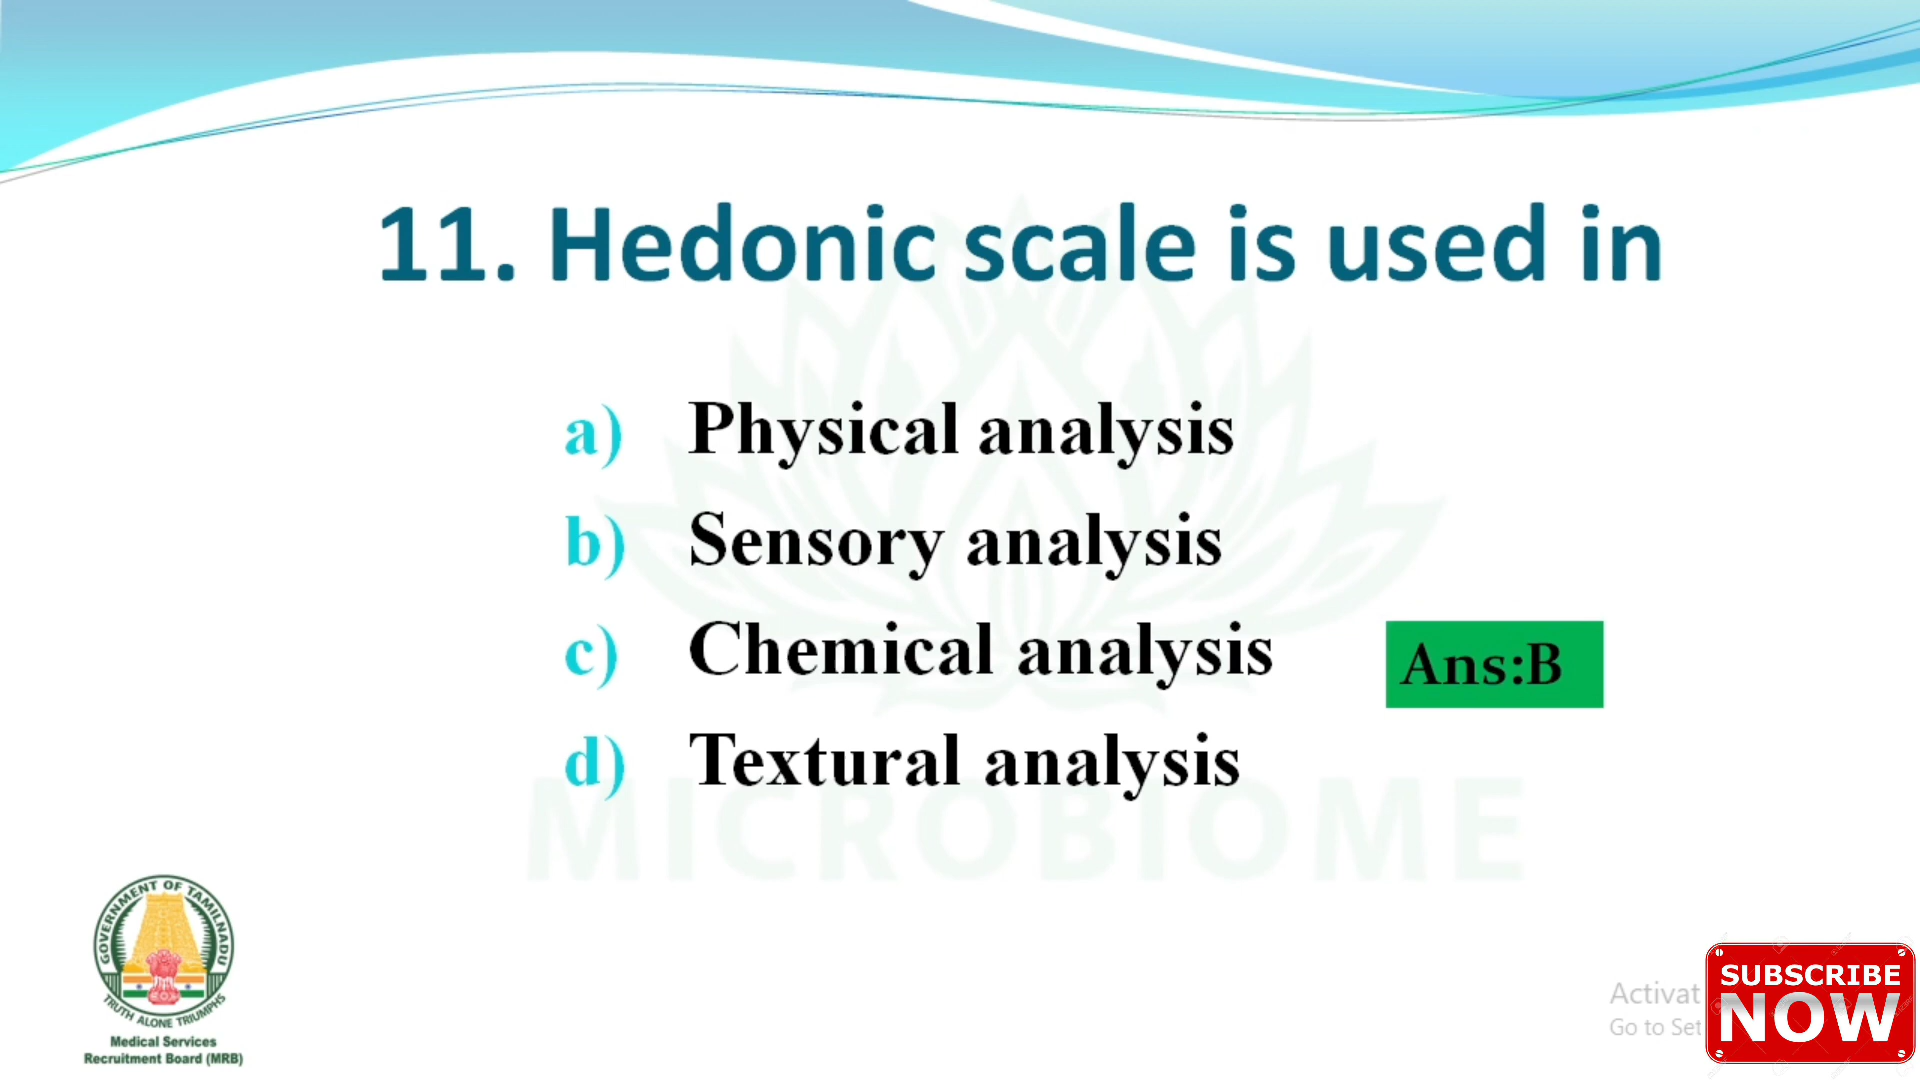 11. Hedonic scale is used in
a) Physical analysis
b) Sensory analysis
c) Chemical analysis
Ans:B
d) Textural analysis
MICROBIOME
GOVERNMENT OF TAMILNADU
TRUTH ALONE TRIUMPHS
Medical Services
Recruitment Board (MRB)
Activat
Go to Set
SUBSCRIBE
NOW